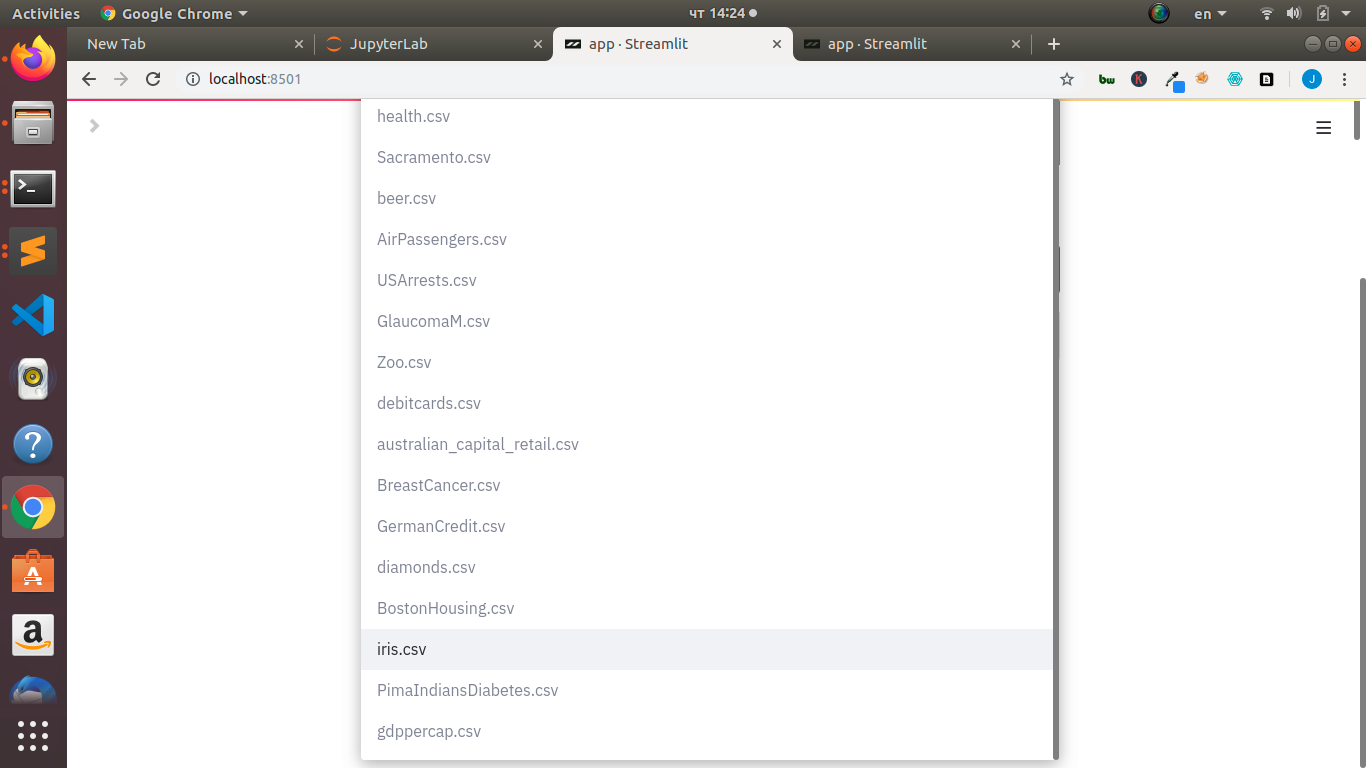 Activities Google Chrome чт 14:24 en
New Tab JupyterLab app · Streamlit app · Streamlit
localhost:8501 bw K J
health.csv
Sacramento.csv
beer.csv
AirPassengers.csv
USArrests.csv
GlaucomaM.csv
Zoo.csv
debitcards.csv
australian_capital_retail.csv
BreastCancer.csv
GermanCredit.csv
diamonds.csv
BostonHousing.csv
iris.csv
PimaIndiansDiabetes.csv
gdppercap.csv